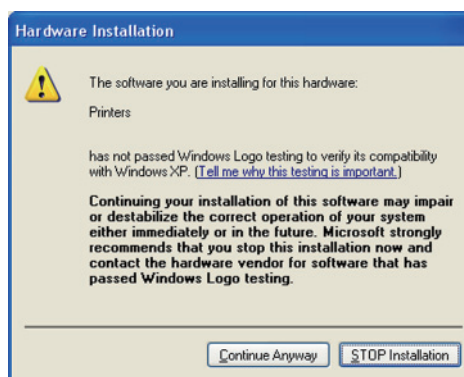 Hardware Installation
The software you are installing for this hardware:
Printers
has not passed Windows Logo testing to verify its compatibility
with Windows XP. (Tell me why this testing is important.)
Continuing your installation of this software may impair
or destabilize the correct operation of your system
either immediately or in the future. Microsoft strongly
recommends that you stop this installation now and
contact the hardware vendor for software that has
passed Windows Logo testing.
Continue Anyway
STOP Installation